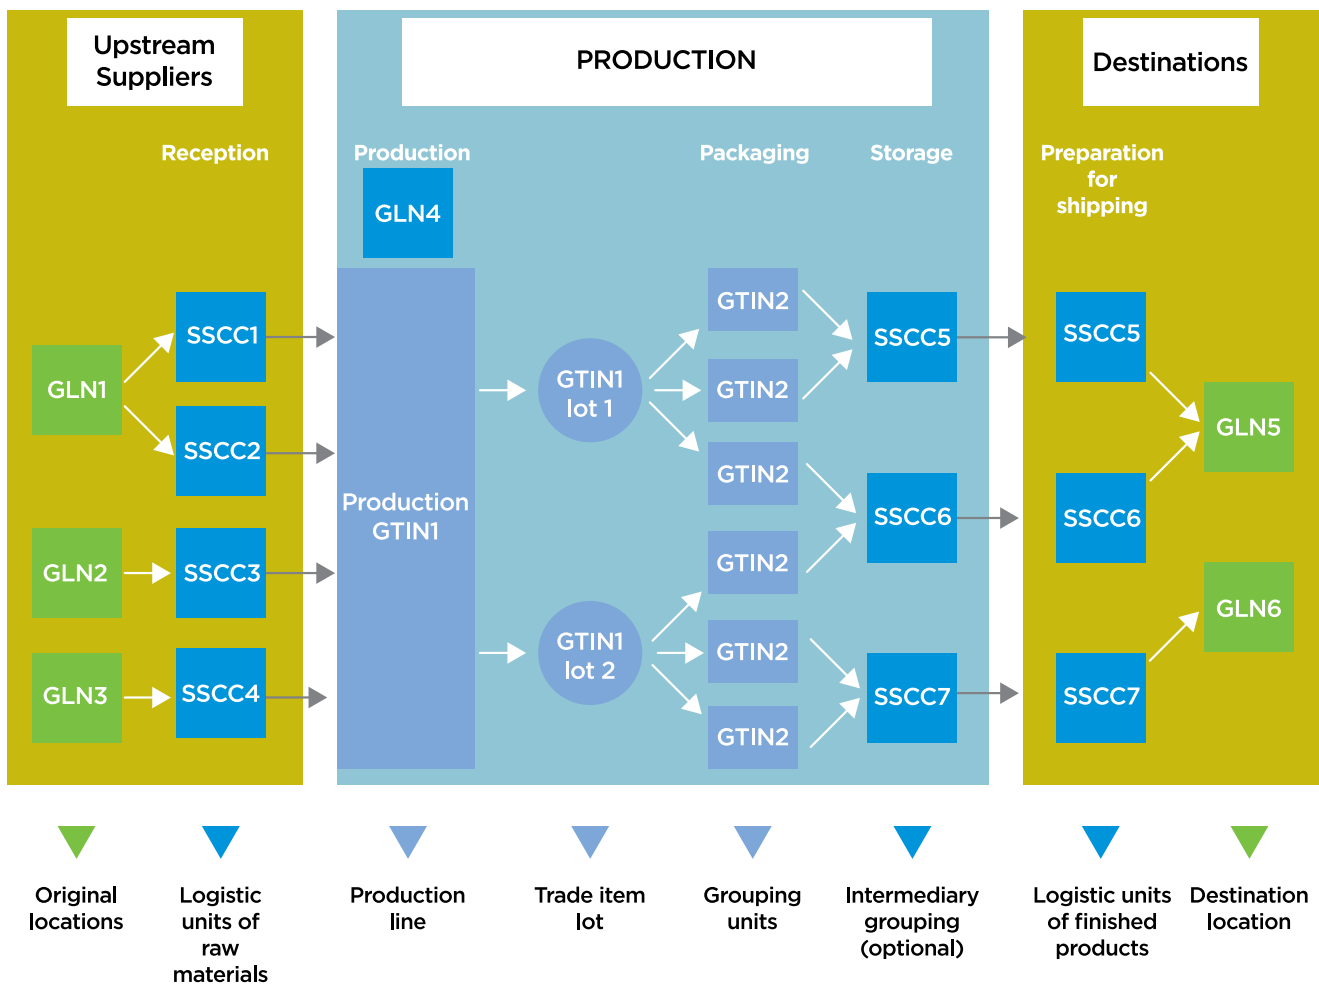 Upstream
Suppliers
PRODUCTION
Destinations
Reception
Production
Packaging
Storage
Preparation
for
shipping
GLN4
GLN1
GLN2
GLN3
SSCC1
SSCC2
SSCC3
SSCC4
Production
GTIN1
GTIN1
lot 1
GTIN1
lot 2
GTIN2
GTIN2
GTIN2
GTIN2
GTIN2
GTIN2
SSCC5
SSCC6
SSCC7
SSCC5
SSCC6
SSCC7
GLN5
GLN6
Original
locations
Logistic
units of
raw
materials
Production
line
Trade item
lot
Grouping
units
Intermediary
grouping
(optional)
Logistic units
of finished
products
Destination
location